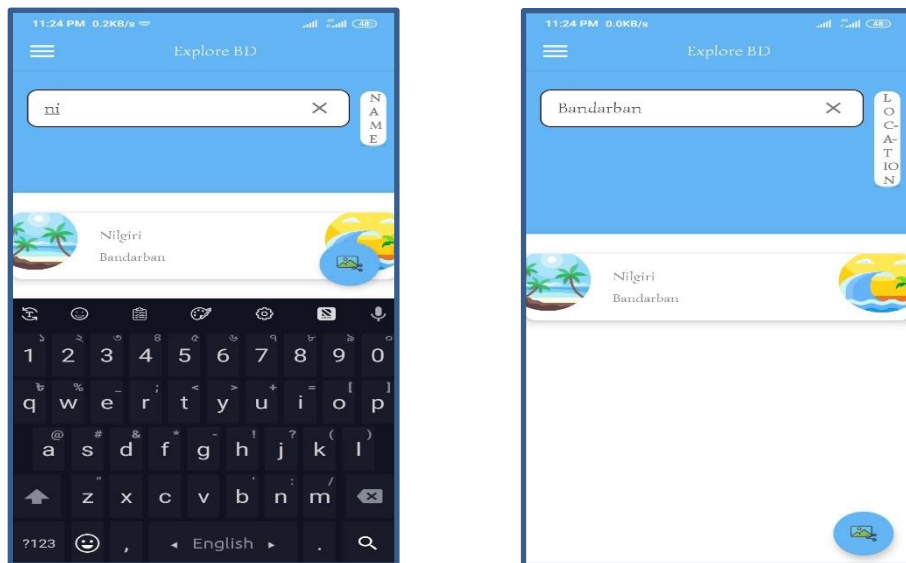 11:24 PM 0.2KB/s
48
Explore BD
ni
N
A
M
E
Nilgiri
Bandarban
1 2 3 4 5 6 7 8 9 0
q w e r t y u i o p
a s d f g h j k l
z x c v b n m
?123 , English .
11:24 PM 0.0KB/s
48
Explore BD
Bandarban
L
O
C-
A-
T
IO
N
Nilgiri
Bandarban